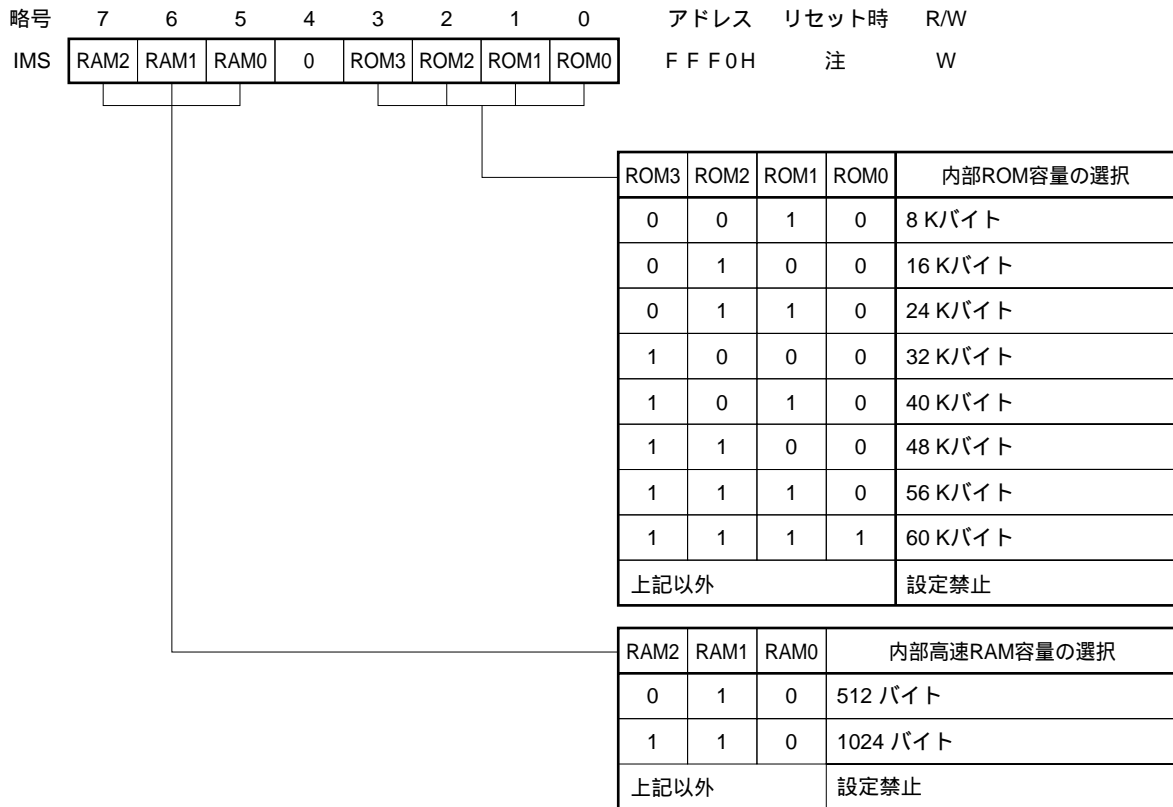 略号 7 6 5 4 3 2 1 0 アドレス リセット時 R/W
IMS RAM2 RAM1 RAM0 0 ROM3 ROM2 ROM1 ROM0 FFF0H 注 W
ROM3 ROM2 ROM1 ROM0 内部ROM容量の選択
0 0 1 0 8 Kバイト
0 1 0 0 16 Kバイト
0 1 1 0 24 Kバイト
1 0 0 0 32 Kバイト
1 0 1 0 40 Kバイト
1 1 0 0 48 Kバイト
1 1 1 0 56 Kバイト
1 1 1 1 60 Kバイト
上記以外 設定禁止
RAM2 RAM1 RAM0 内部高速RAM容量の選択
0 1 0 512 バイト
1 1 0 1024 バイト
上記以外 設定禁止